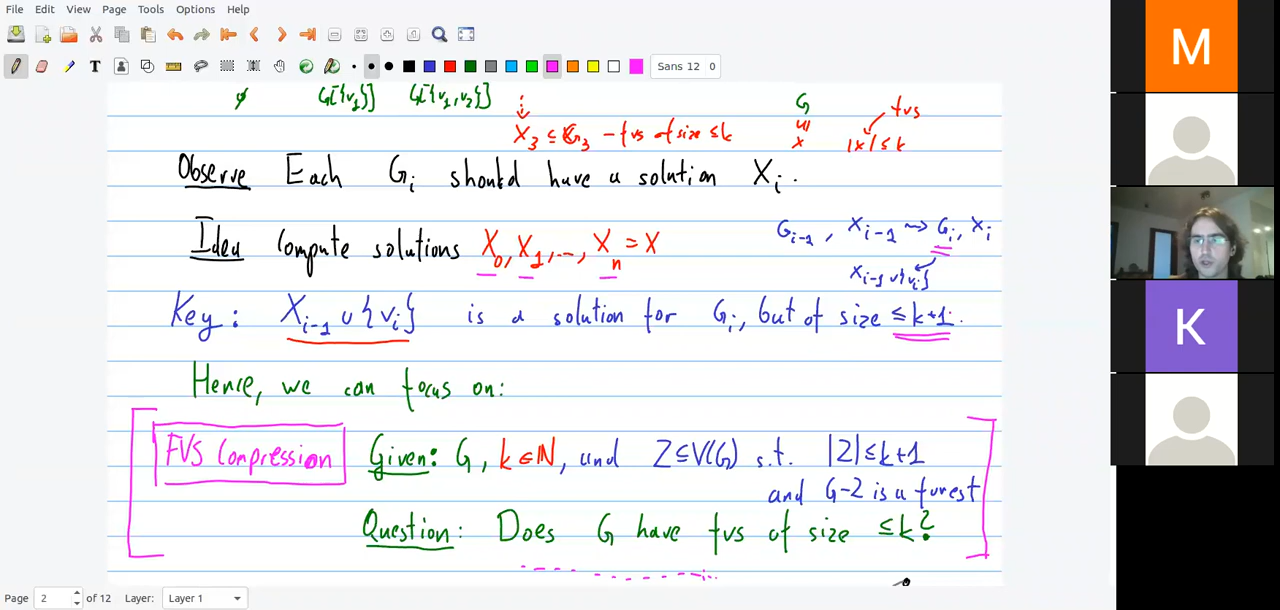 File Edit View Page Tools Options Help
Sans 12 0
∅ G[{v1}] G[{v1,v2}] G
X3 ⊆ G3 - fvs of size ≤k X |X|≤k fvs
Observe Each Gi should have a solution Xi.
Idea Compute solutions X0, X1, ..., Xn = X Gi-1, Xi-1 ⇝ Gi, Xi
Xi-1 ∪ {vi}
Key: Xi-1 ∪ {vi} is a solution for Gi, but of size ≤k+1.
Hence, we can focus on:
FVS Compression Given: G, k∈ℕ, and Z⊆V(G) s.t. |Z|≤k+1
and G-Z is a forest
Question: Does G have fvs of size ≤k?
Page 2 of 12 Layer: Layer 1
M
K